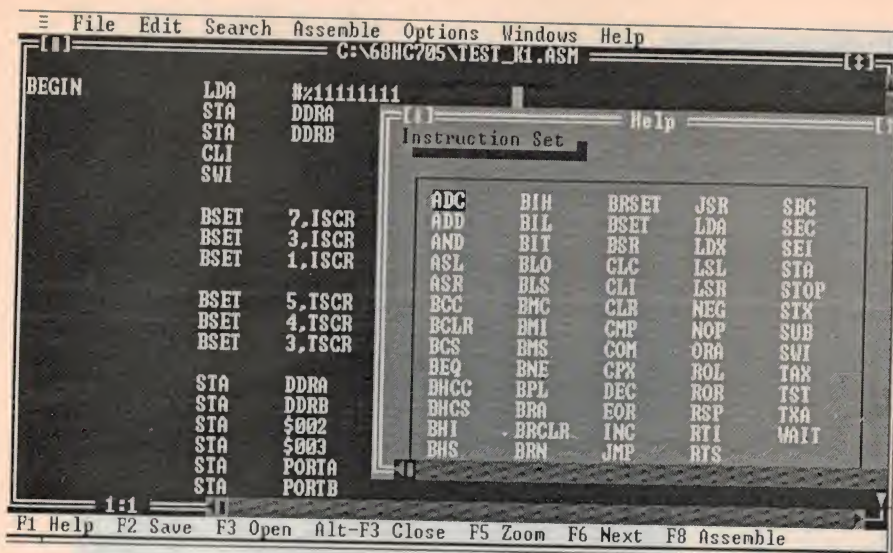 ≡ File Edit Search Assemble Options Windows Help
C:\68HC705\TEST_K1.ASM
BEGIN LDA #%11111111
STA DDRA
STA DDRB
CLI
SWI
BSET 7,ISCR
BSET 3,ISCR
BSET 1,ISCR
BSET 5,TSCR
BSET 4,TSCR
BSET 3,TSCR
STA DDRA
STA DDRB
STA $002
STA $003
STA PORTA
STA PORTB
1:1
Help
Instruction Set
ADC BIH BRSET JSR SBC
ADD BIL BSET LDA SEC
AND BIT BSR LDX SEI
ASL BLO CLC LSL STA
ASR BLS CLI LSR STOP
BCC BMC CLR NEG STX
BCLR BMI CMP NOP SUB
BCS BMS COM ORA SWI
BEQ BNE CPX ROL TAX
BHCC BPL DEC ROR TST
BHCS BRA EOR RSP TXA
BHI BRCLR INC RTI WAIT
BHS BRN JMP RTS
F1 Help F2 Save F3 Open Alt-F3 Close F5 Zoom F6 Next F8 Assemble